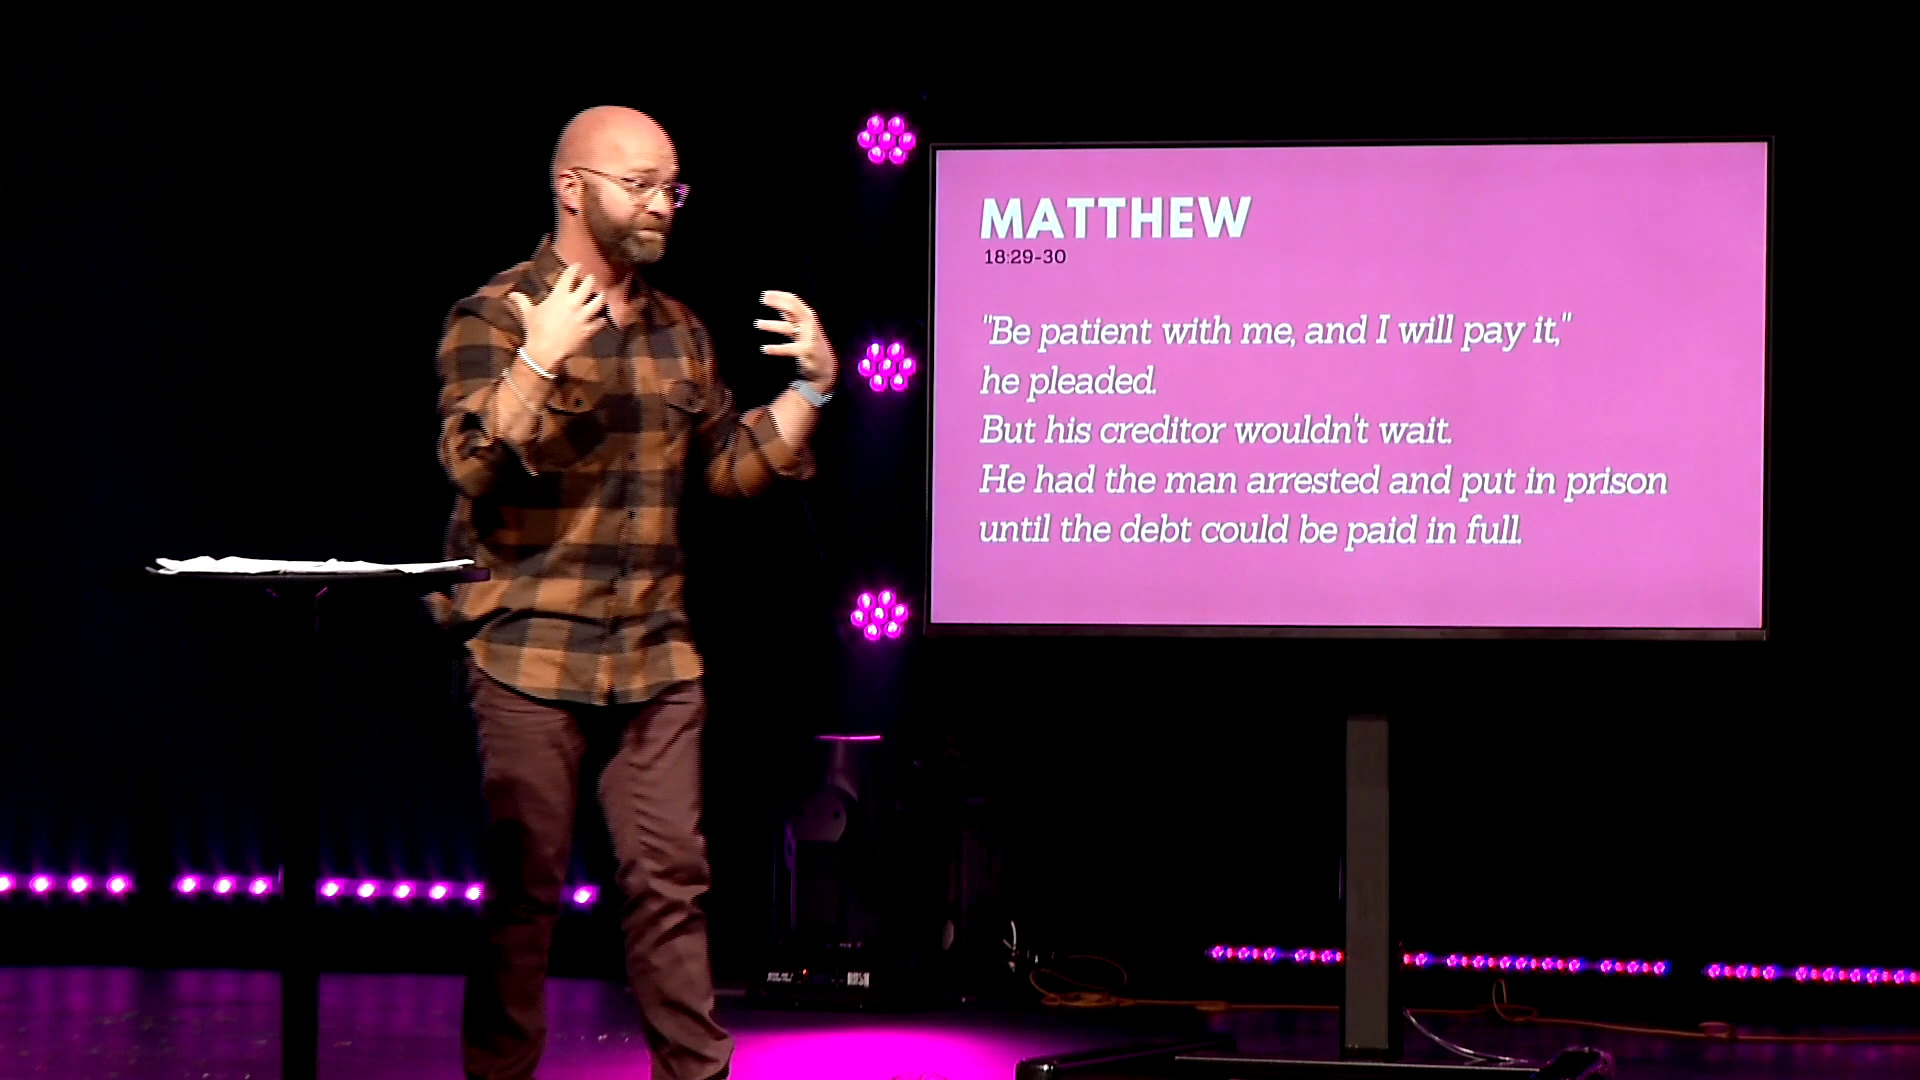 MATTHEW
18:29-30
"Be patient with me, and I will pay it,"
he pleaded.
But his creditor wouldn't wait.
He had the man arrested and put in prison
until the debt could be paid in full.